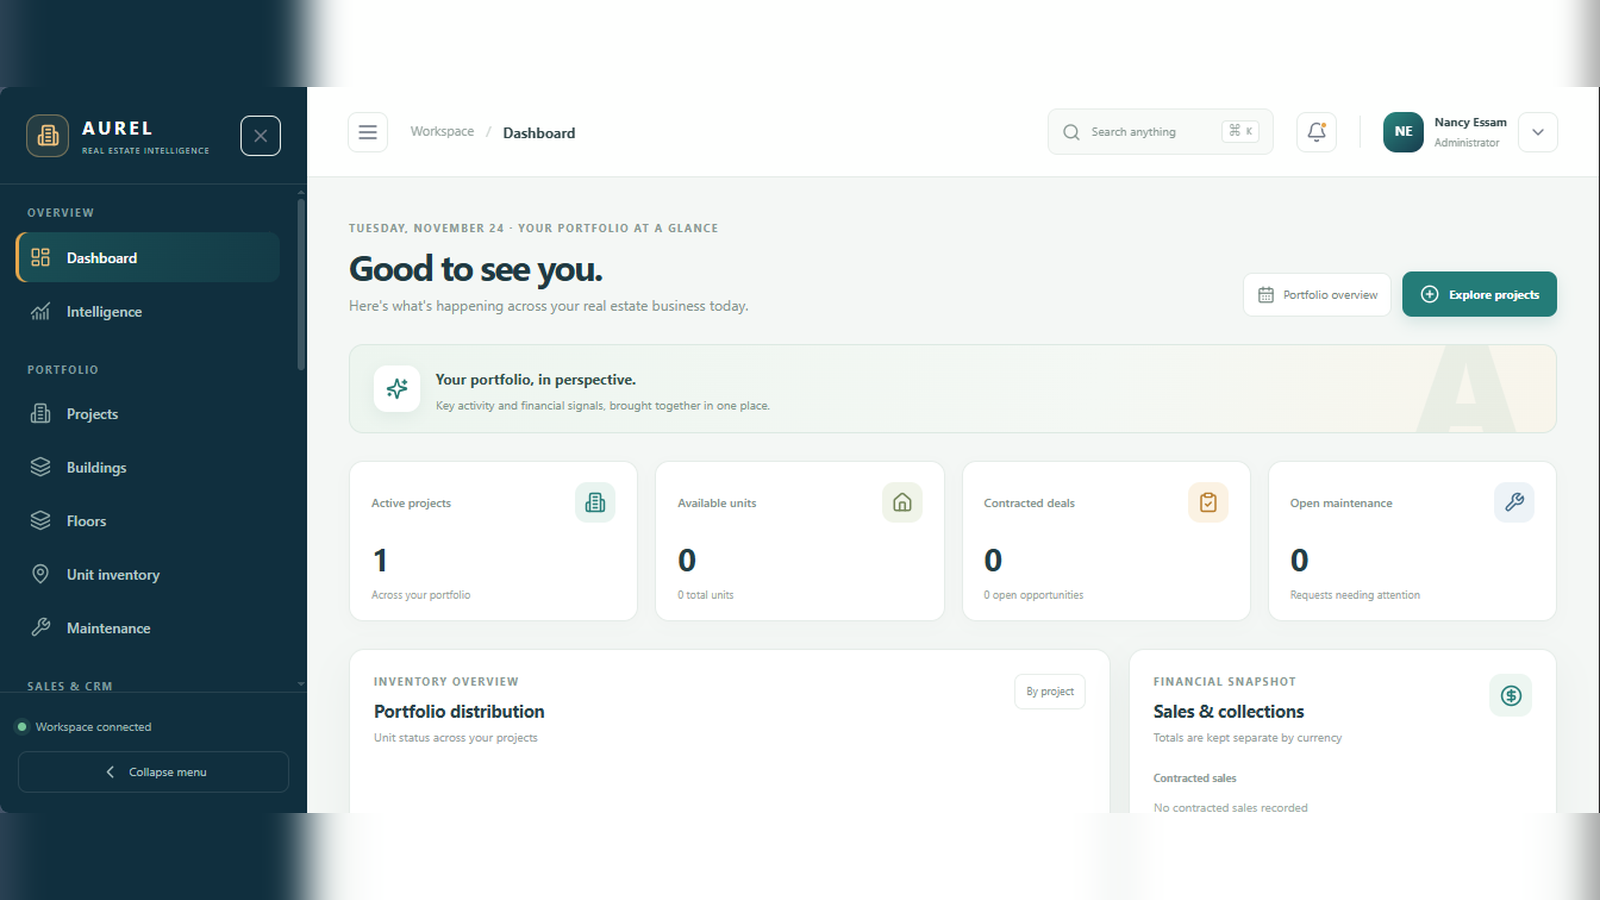 AUREL
REAL ESTATE INTELLIGENCE
OVERVIEW
Dashboard
Intelligence
PORTFOLIO
Projects
Buildings
Floors
Unit inventory
Maintenance
SALES & CRM
Workspace connected
Collapse menu
Workspace / Dashboard
Search anything
⌘ K
NE
Nancy Essam
Administrator
TUESDAY, NOVEMBER 24 · YOUR PORTFOLIO AT A GLANCE
Good to see you.
Here's what's happening across your real estate business today.
Portfolio overview
Explore projects
Your portfolio, in perspective.
Key activity and financial signals, brought together in one place.
A
Active projects
1
Across your portfolio
Available units
0
0 total units
Contracted deals
0
0 open opportunities
Open maintenance
0
Requests needing attention
INVENTORY OVERVIEW
Portfolio distribution
Unit status across your projects
By project
FINANCIAL SNAPSHOT
Sales & collections
Totals are kept separate by currency
Contracted sales
No contracted sales recorded